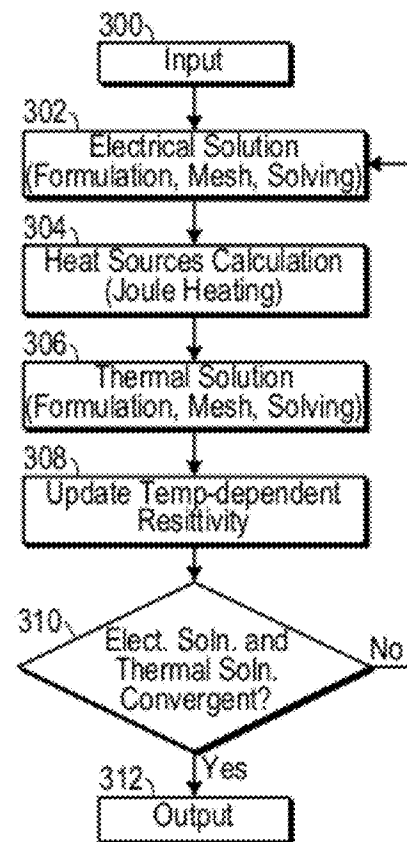 300
Input
302
Electrical Solution
(Formulation, Mesh, Solving)
304
Heat Sources Calculation
(Joule Heating)
306
Thermal Solution
(Formulation, Mesh, Solving)
308
Update Temp-dependent
Resittivity
310
Elect. Soln. and
Thermal Soln.
Convergent?
No
Yes
312
Output